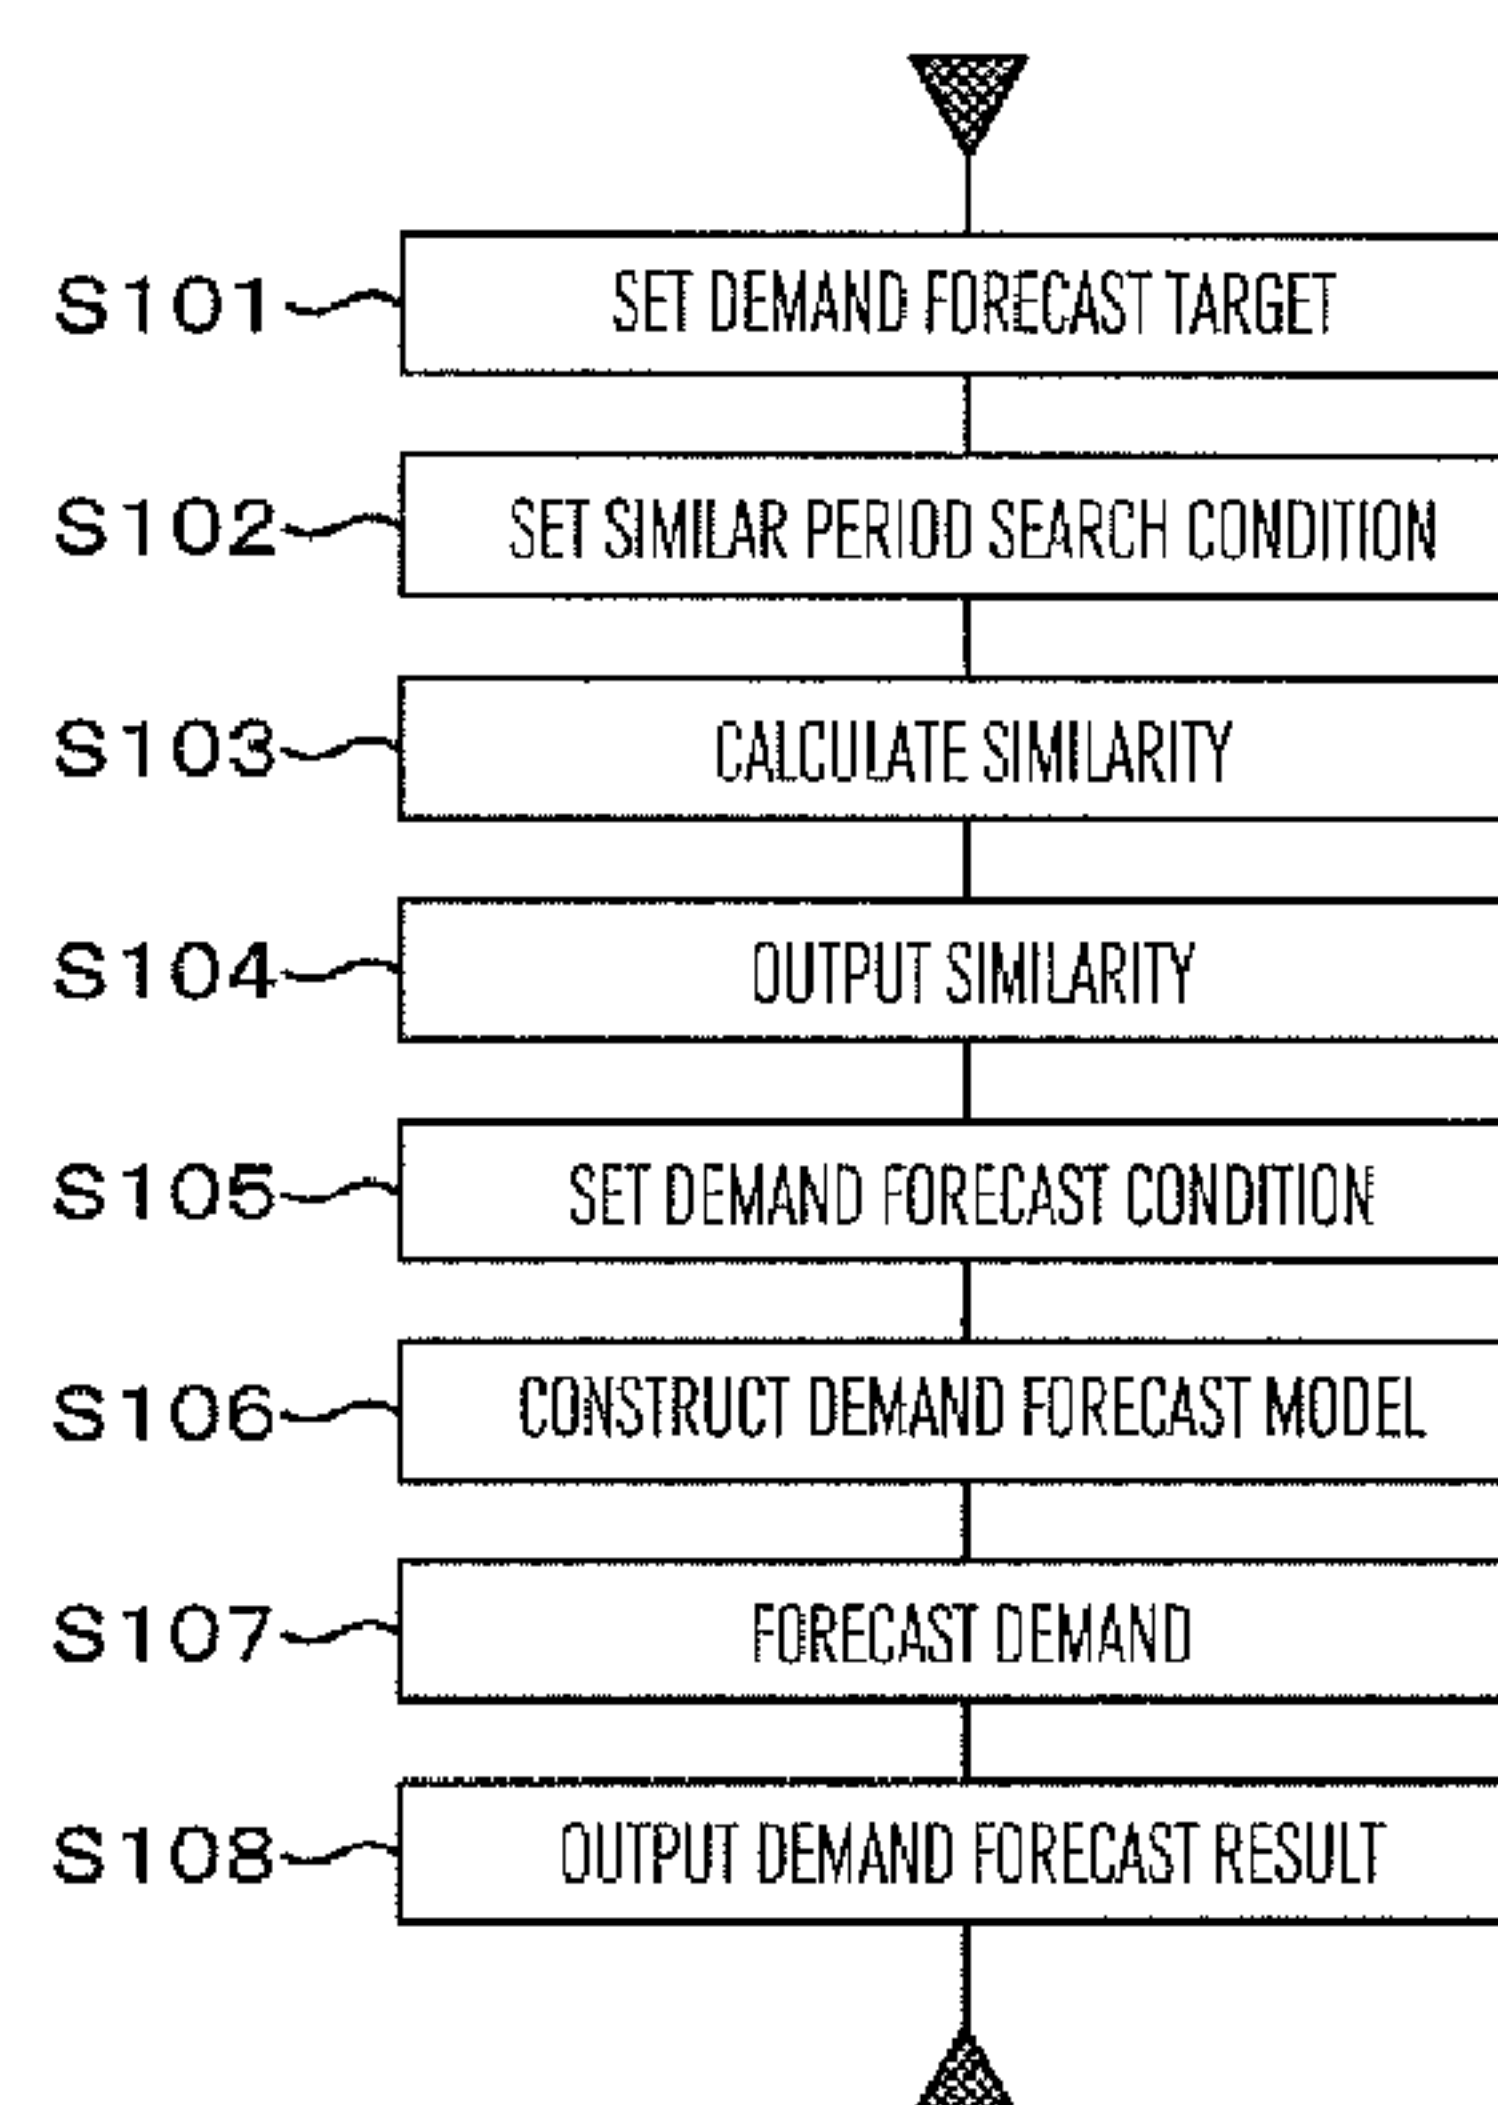 S101 SET DEMAND FORECAST TARGET
S102 SET SIMILAR PERIOD SEARCH CONDITION
S103 CALCULATE SIMILARITY
S104 OUTPUT SIMILARITY
S105 SET DEMAND FORECAST CONDITION
S106 CONSTRUCT DEMAND FORECAST MODEL
S107 FORECAST DEMAND
S108 OUTPUT DEMAND FORECAST RESULT